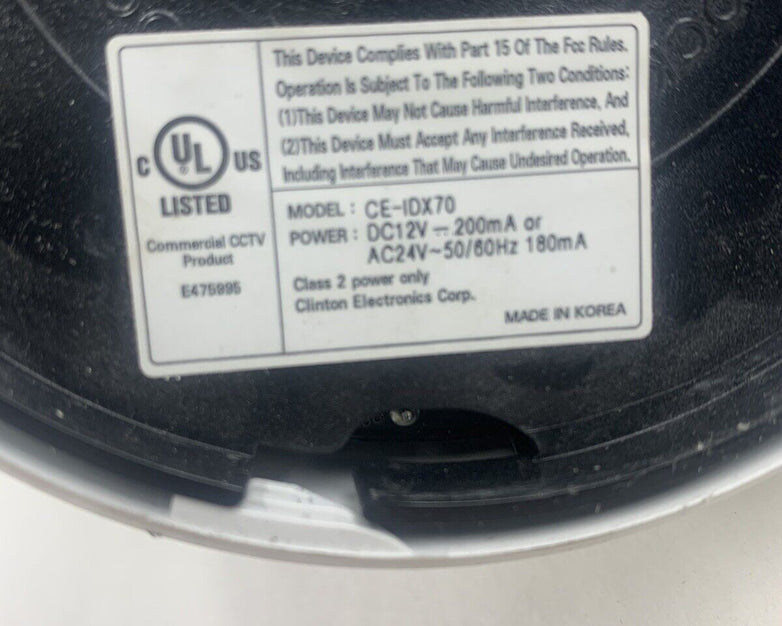 This Device Complies With Part 15 Of The Fcc Rules.
Operation Is Subject To The Following Two Conditions:
(1)This Device May Not Cause Harmful Interference, And
(2)This Device Must Accept Any Interference Received,
Including Interference That May Cause Undesired Operation.
C UL ® US
LISTED
Commercial CCTV
Product
E475995
MODEL : CE-IDX70
POWER : DC12V ⎓ 200mA or
AC24V~50/60Hz 180mA
Class 2 power only
Clinton Electronics Corp.
MADE IN KOREA